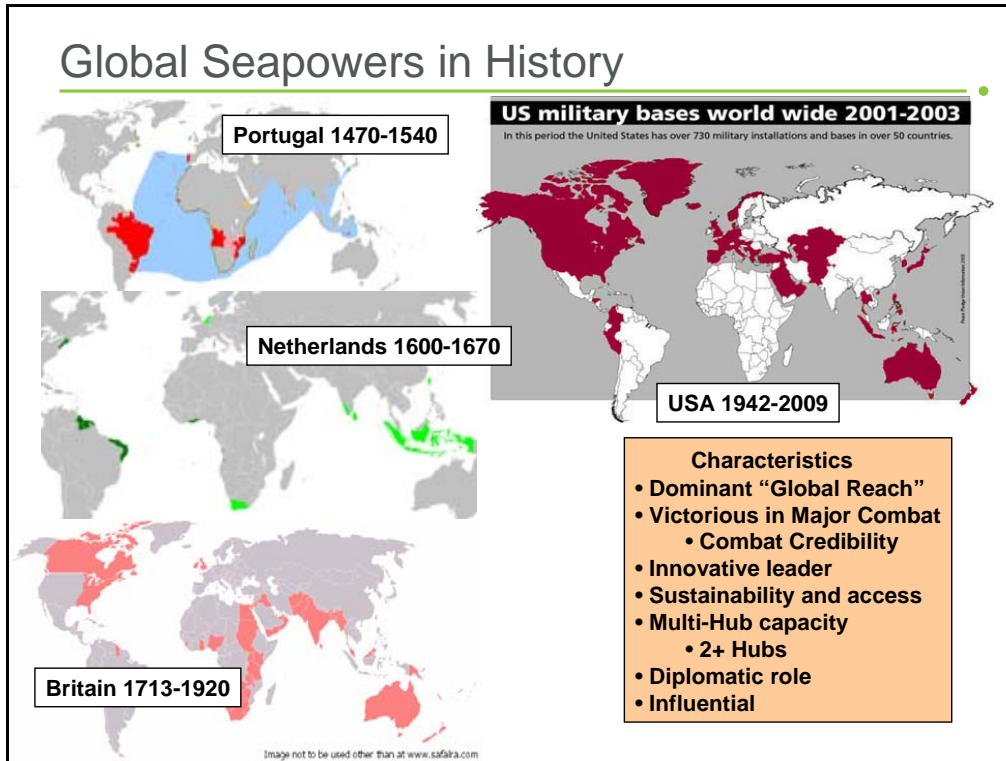 Global Seapowers in History
Portugal 1470-1540
US military bases world wide 2001-2003
In this period the United States has over 730 military installations and bases in over 50 countries.
Netherlands 1600-1670
USA 1942-2009
Britain 1713-1920
Image not to be used other than at www.safalra.com
Characteristics
• Dominant “Global Reach”
• Victorious in Major Combat
• Combat Credibility
• Innovative leader
• Sustainability and access
• Multi-Hub capacity
• 2+ Hubs
• Diplomatic role
• Influential